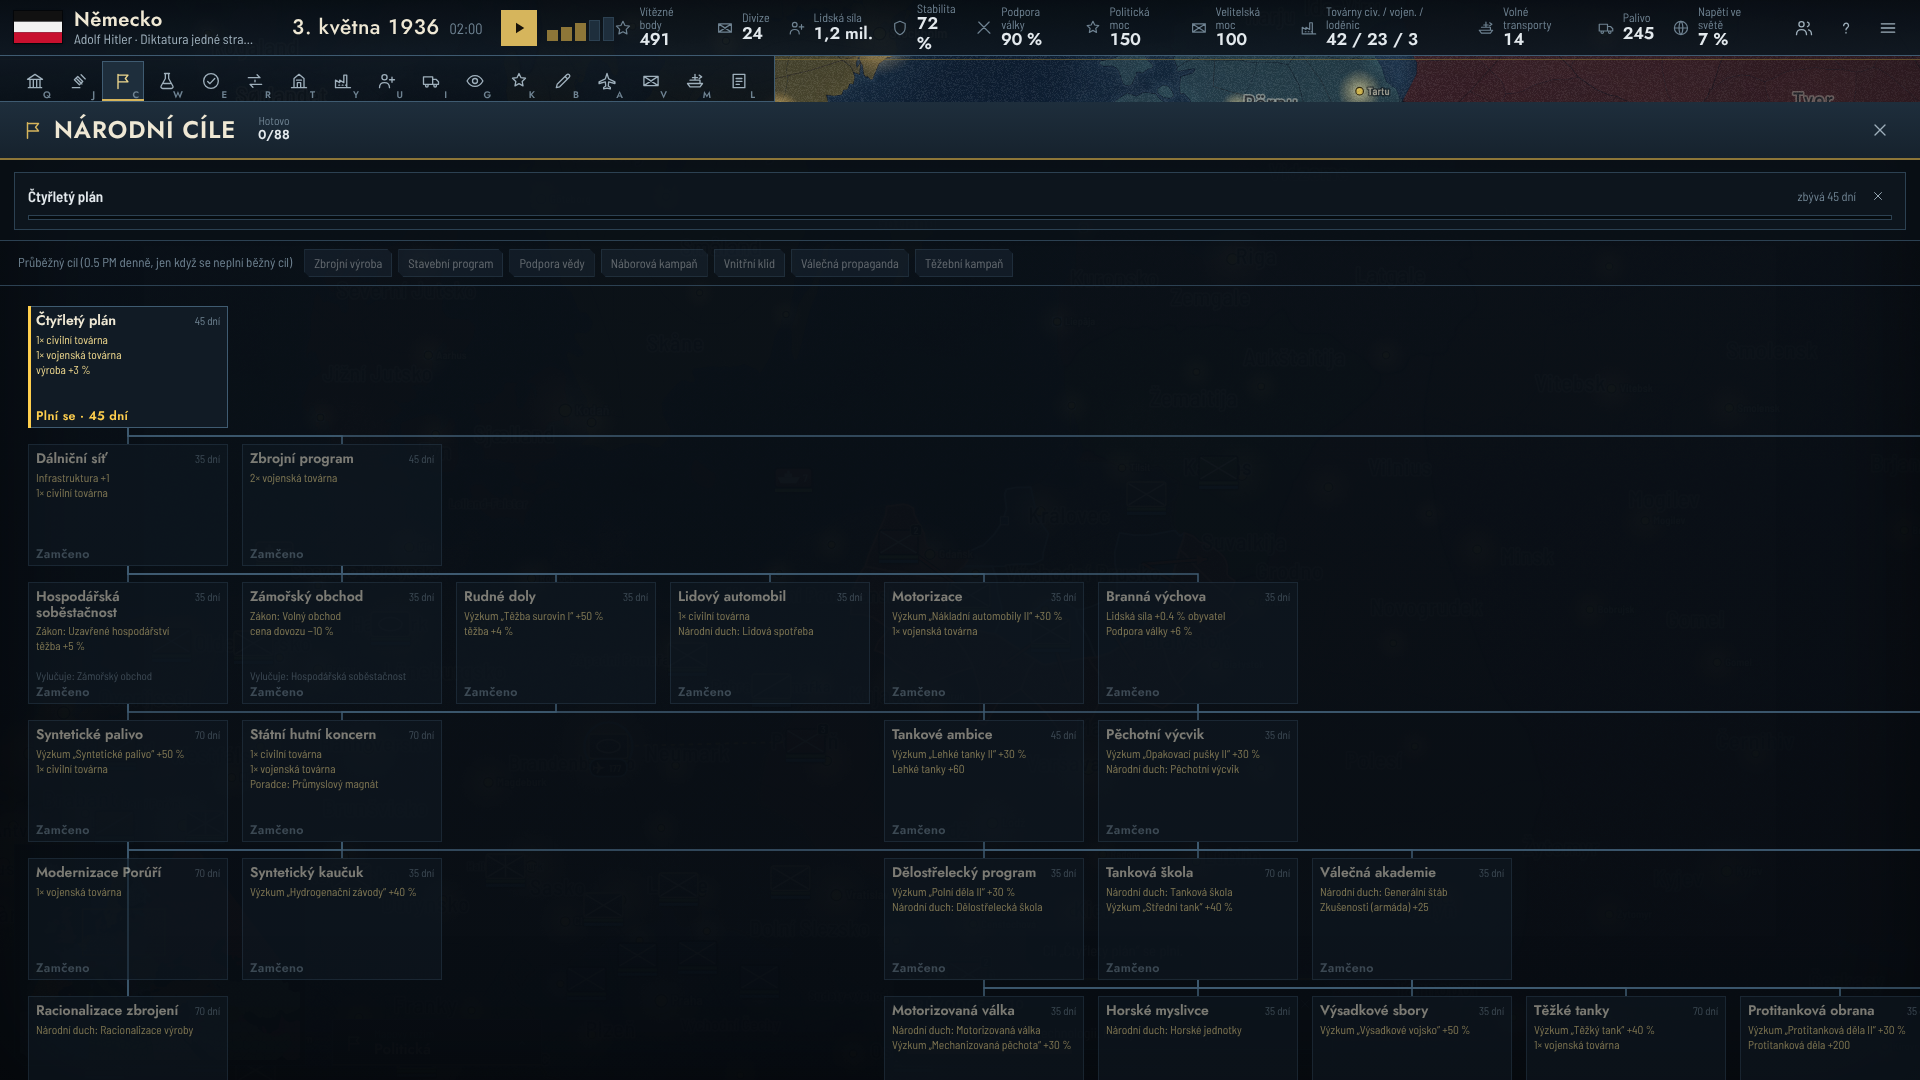 Německo
Adolf Hitler · Diktatura jedné stra...
3. května 1936 02:00
Vítězné body
491
Divize
24
Lidská síla
1,2 mil.
Stabilita
72 %
Podpora války
90 %
Politická moc
150
Velitelská moc
100
Továrny civ. / vojen. / loděnic
42 / 23 / 3
Volné transporty
14
Palivo
245
Napětí ve světě
7 %
?
Q J C W E R T Y U I G K B A V M L
Tartu
NÁRODNÍ CÍLE
Hotovo
0/88
Čtyřletý plán
zbývá 45 dní
Průběžný cíl (0.5 PM denně, jen když se neplní běžný cíl)
Zbrojní výroba
Stavební program
Podpora vědy
Náborová kampaň
Vnitřní klid
Válečná propaganda
Těžební kampaň
Čtyřletý plán 45 dní
1× civilní továrna
1× vojenská továrna
výroba +3 %
Plní se · 45 dní
Dálniční síť 35 dní
Infrastruktura +1
1× civilní továrna
Zamčeno
Zbrojní program 45 dní
2× vojenská továrna
Zamčeno
Hospodářská soběstačnost 35 dní
Zákon: Uzavřené hospodářství
těžba +5 %
Vylučuje: Zámořský obchod
Zamčeno
Zámořský obchod 35 dní
Zákon: Volný obchod
cena dovozu −10 %
Vylučuje: Hospodářská soběstačnost
Zamčeno
Rudné doly 35 dní
Výzkum „Těžba surovin I“ +50 %
těžba +4 %
Zamčeno
Lidový automobil 35 dní
1× civilní továrna
Národní duch: Lidová spotřeba
Zamčeno
Motorizace 35 dní
Výzkum „Nákladní automobily II“ +30 %
1× vojenská továrna
Zamčeno
Branná výchova 35 dní
Lidská síla +0.4 % obyvatel
Podpora války +6 %
Zamčeno
Syntetické palivo 70 dní
Výzkum „Syntetické palivo“ +50 %
1× civilní továrna
Zamčeno
Státní hutní koncern 70 dní
1× civilní továrna
1× vojenská továrna
Poradce: Průmyslový magnát
Zamčeno
Tankové ambice 45 dní
Výzkum „Lehké tanky II“ +30 %
Lehké tanky +60
Zamčeno
Pěchotní výcvik 35 dní
Výzkum „Opakovací pušky II“ +30 %
Národní duch: Pěchotní výcvik
Zamčeno
Modernizace Porúří 70 dní
1× vojenská továrna
Zamčeno
Syntetický kaučuk 35 dní
Výzkum „Hydrogenační závody“ +40 %
Zamčeno
Dělostřelecký program 35 dní
Výzkum „Polní děla II“ +30 %
Národní duch: Dělostřelecká škola
Zamčeno
Tanková škola 70 dní
Národní duch: Tanková škola
Výzkum „Střední tank“ +40 %
Zamčeno
Válečná akademie 35 dní
Národní duch: Generální štáb
Zkušenosti (armáda) +25
Zamčeno
Racionalizace zbrojení 70 dní
Národní duch: Racionalizace výroby
Motorizovaná válka 35 dní
Národní duch: Motorizovaná válka
Výzkum „Mechanizovaná pěchota“ +30 %
Horské myslivce 35 dní
Národní duch: Horské jednotky
Výsadkové sbory 35 dní
Výzkum „Výsadkové vojsko“ +50 %
Těžké tanky 70 dní
Výzkum „Těžký tank“ +40 %
1× vojenská továrna
Protitanková obrana 35
Výzkum „Protitanková děla II“ +30 %
Protitanková děla +200